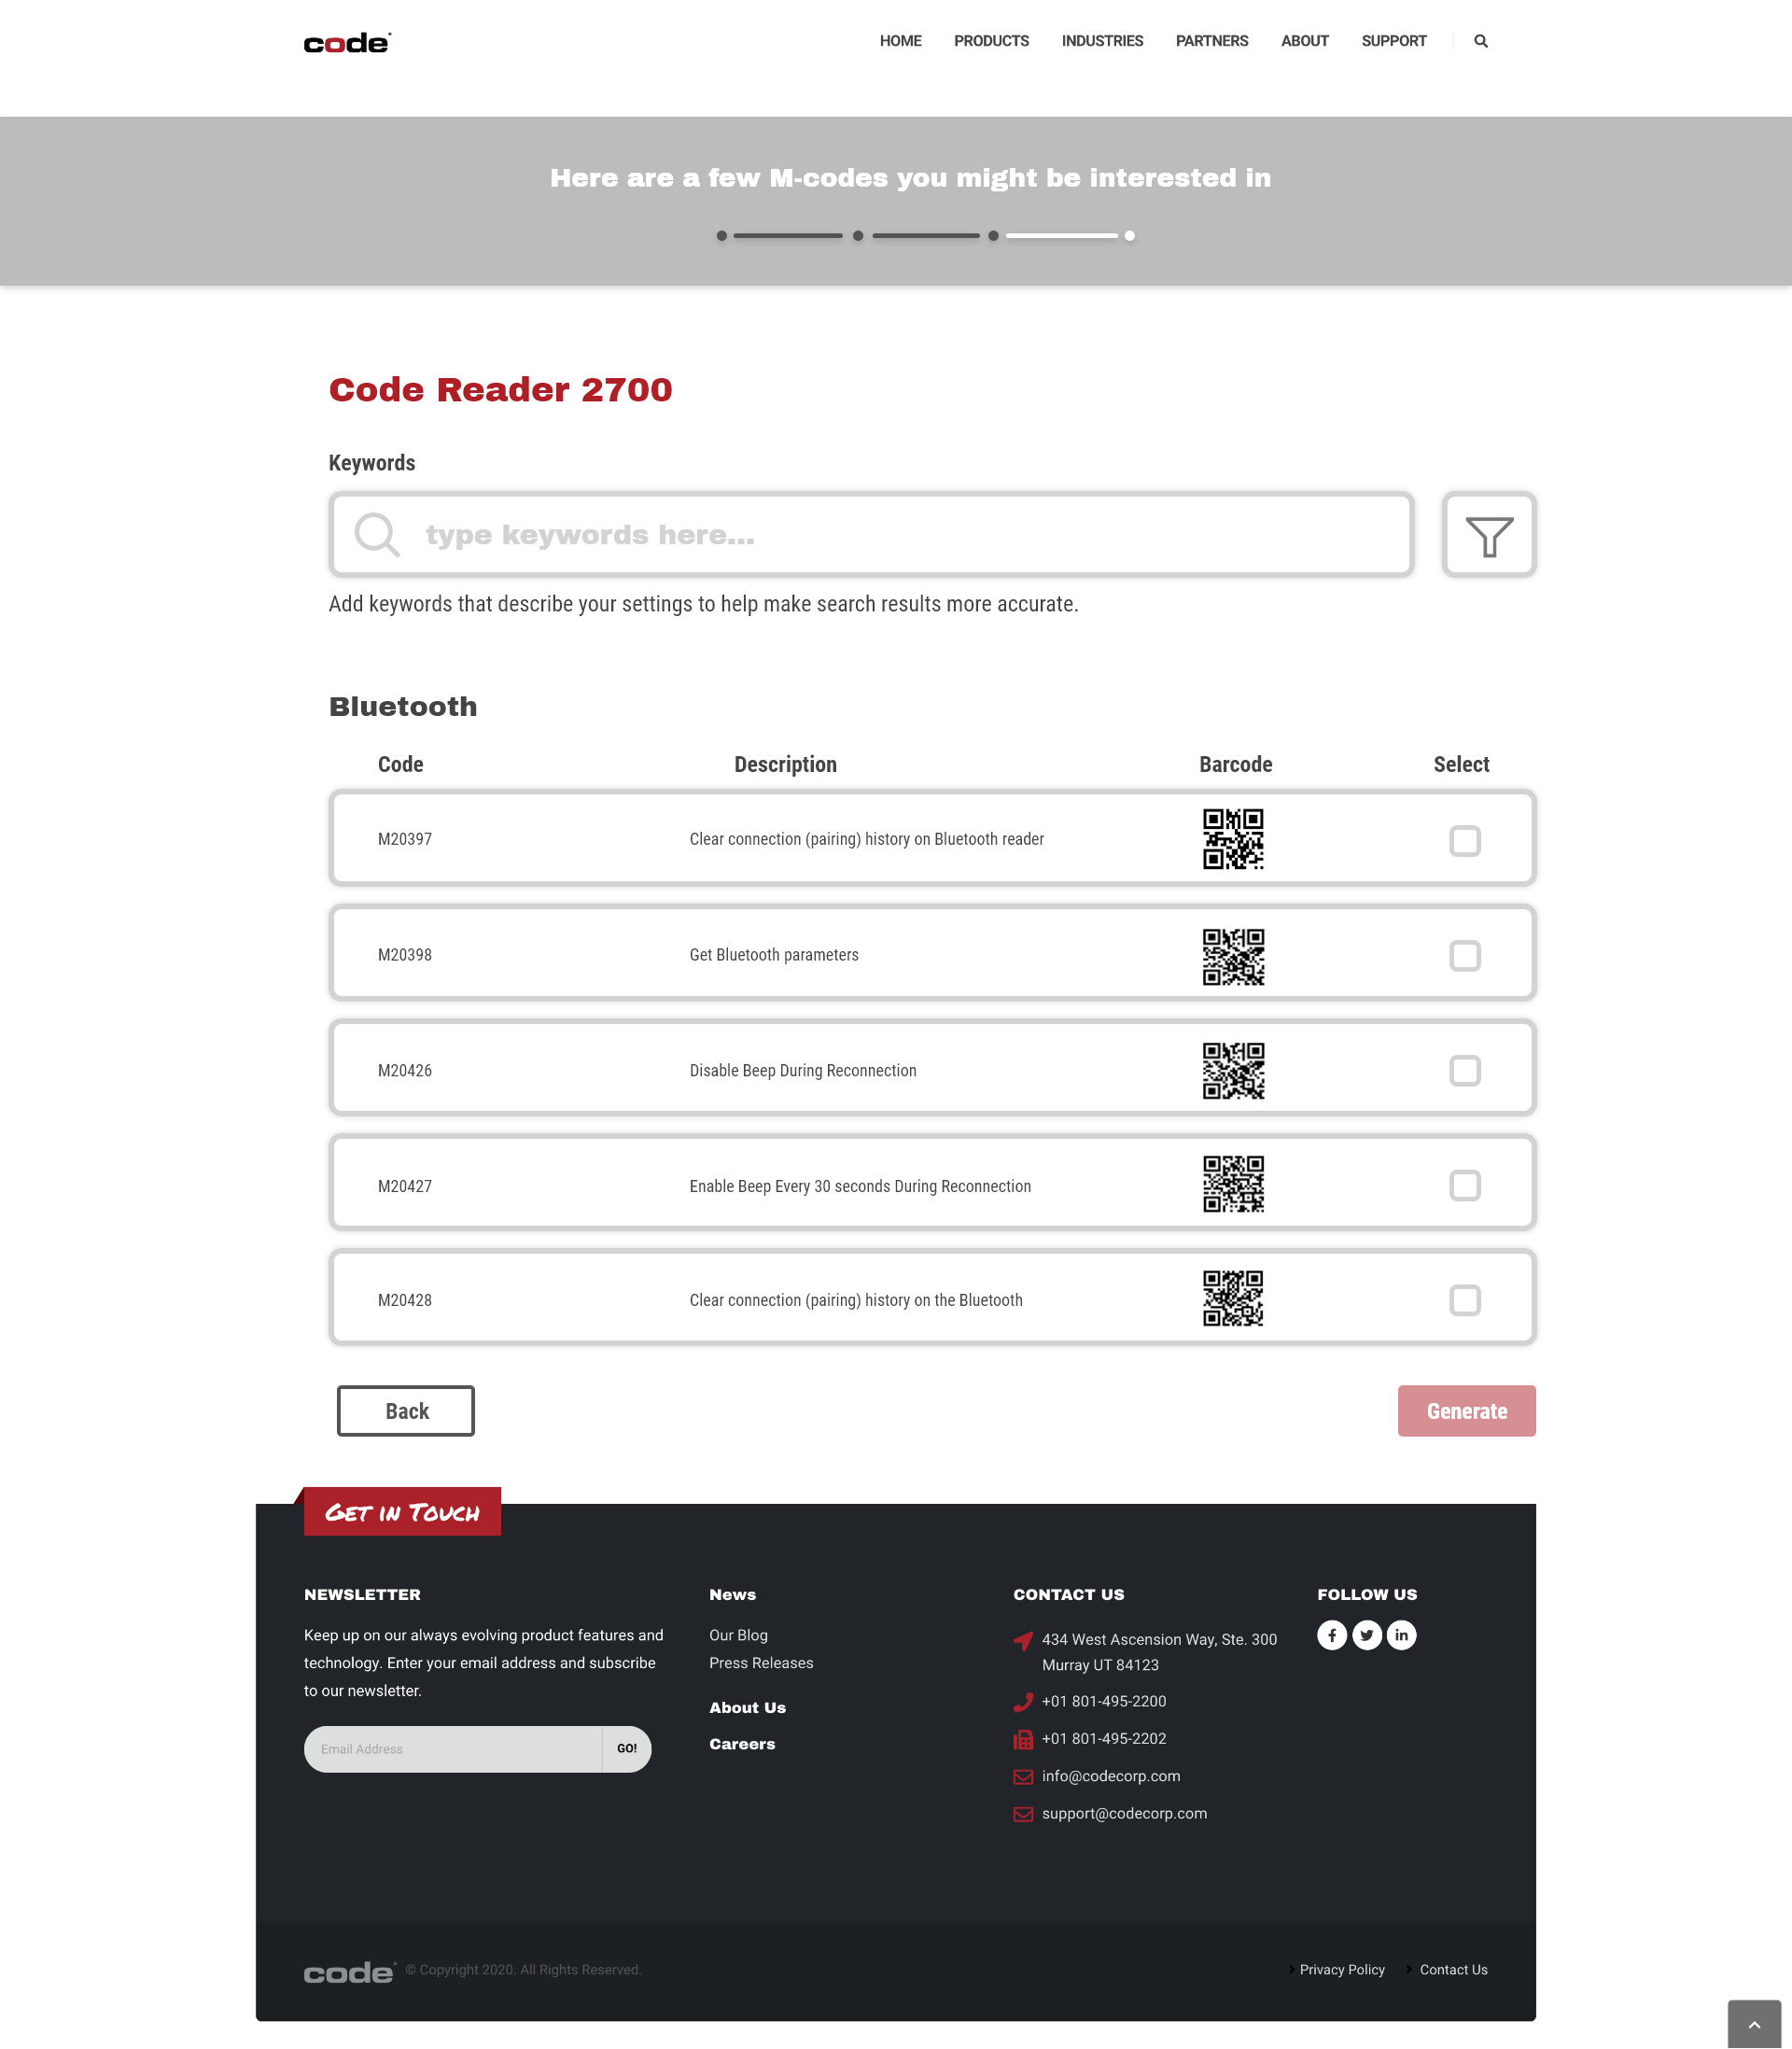 code
HOME PRODUCTS INDUSTRIES PARTNERS ABOUT SUPPORT
Here are a few M-codes you might be interested in
Code Reader 2700
Keywords
type keywords here...
Add keywords that describe your settings to help make search results more accurate.
Bluetooth
Code Description Barcode Select
M20397 Clear connection (pairing) history on Bluetooth reader
M20398 Get Bluetooth parameters
M20426 Disable Beep During Reconnection
M20427 Enable Beep Every 30 seconds During Reconnection
M20428 Clear connection (pairing) history on the Bluetooth
Back Generate
GET IN TOUCH
NEWSLETTER
Keep up on our always evolving product features and
technology. Enter your email address and subscribe
to our newsletter.
Email Address GO!
News
Our Blog
Press Releases
About Us
Careers
CONTACT US
434 West Ascension Way, Ste. 300
Murray UT 84123
+01 801-495-2200
+01 801-495-2202
info@codecorp.com
support@codecorp.com
FOLLOW US
code © Copyright 2020. All Rights Reserved.
Privacy Policy Contact Us